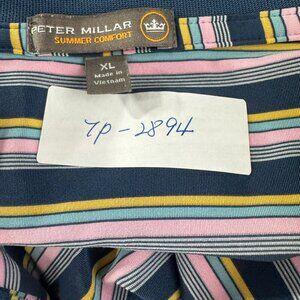 PETER MILLAR
SUMMER COMFORT
XL
Made in
Vietnam
7P-2894